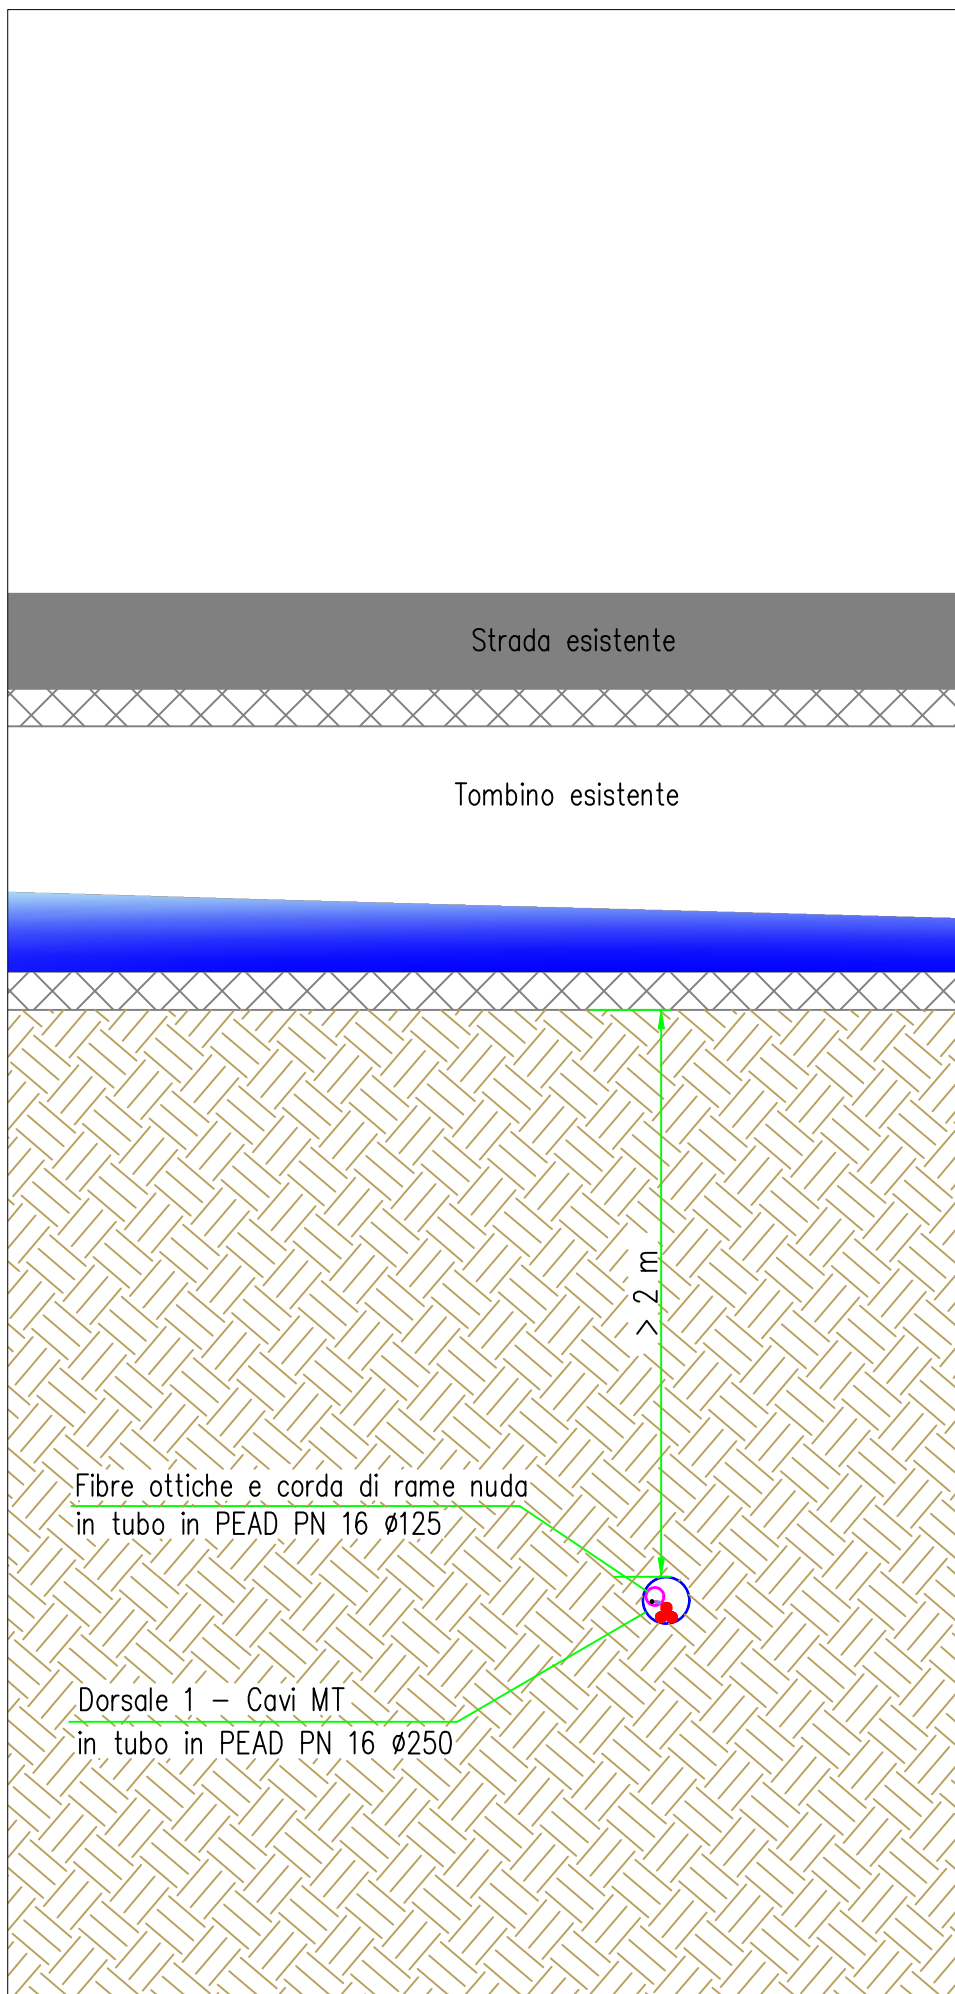 Strada esistente
Tombino esistente
> 2 m
Fibre ottiche e corda di rame nuda
in tubo in PEAD PN 16 ø125
Dorsale 1 - Cavi MT
in tubo in PEAD PN 16 ø250